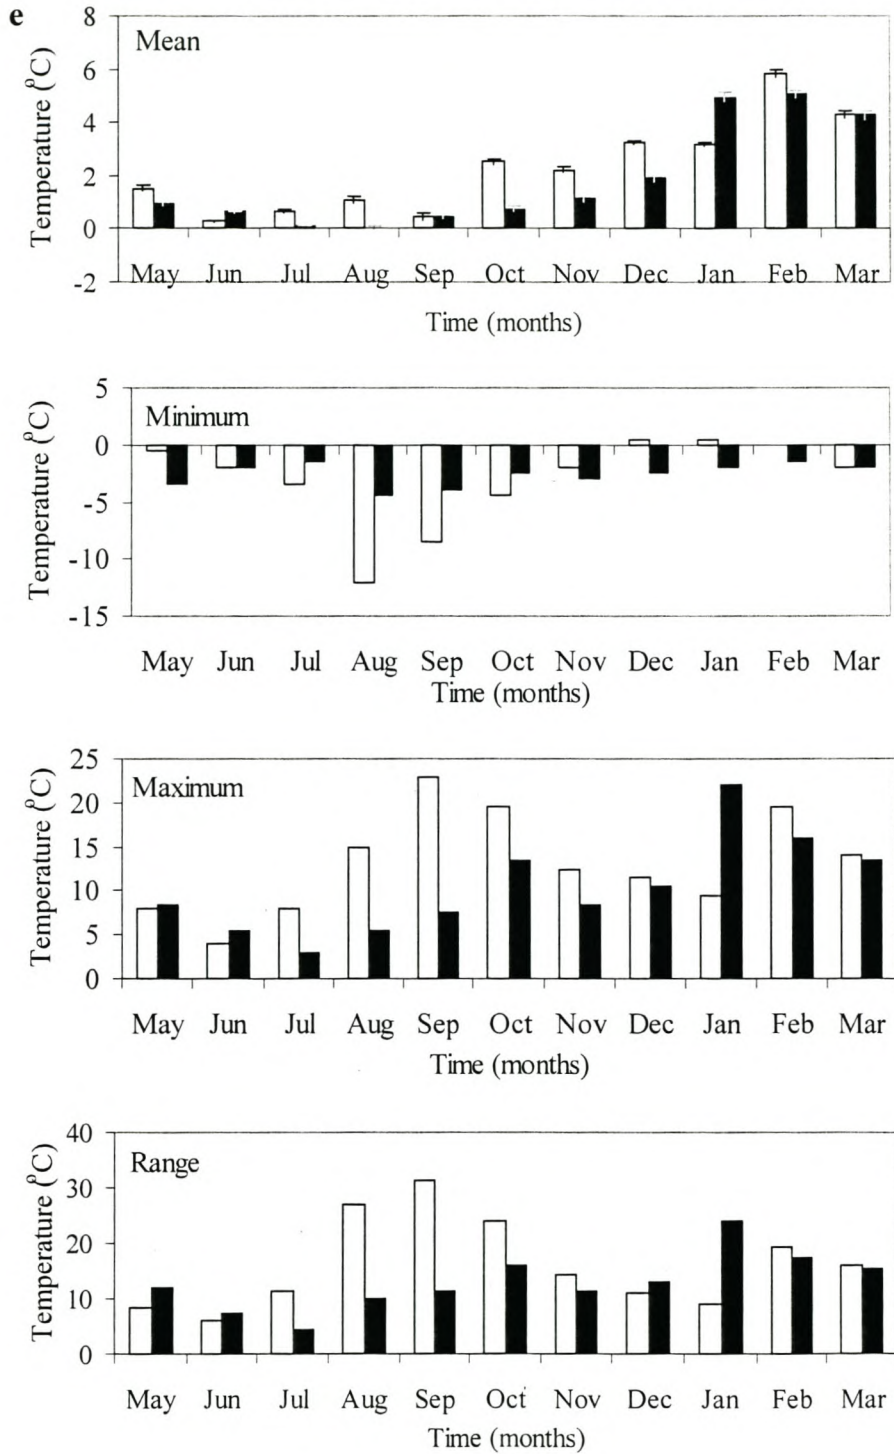 e
Mean
Temperature (ºC)
8
6
4
2
0
-2
May Jun Jul Aug Sep Oct Nov Dec Jan Feb Mar
Time (months)
Minimum
Temperature (ºC)
5
0
-5
-10
-15
May Jun Jul Aug Sep Oct Nov Dec Jan Feb Mar
Time (months)
Maximum
Temperature (ºC)
25
20
15
10
5
0
May Jun Jul Aug Sep Oct Nov Dec Jan Feb Mar
Time (months)
Range
Temperature (ºC)
40
30
20
10
0
May Jun Jul Aug Sep Oct Nov Dec Jan Feb Mar
Time (months)